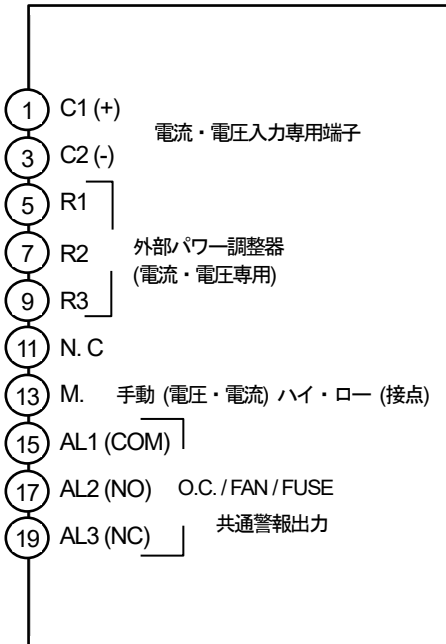 1 C1 (+)
電流・電圧入力専用端子
3 C2 (-)
5 R1
7 R2
外部パワー調整器
(電流・電圧専用)
9 R3
11 N. C
13 M. 手動 (電圧・電流) ハイ・ロー (接点)
15 AL1 (COM)
17 AL2 (NO) O.C. / FAN / FUSE
共通警報出力
19 AL3 (NC)